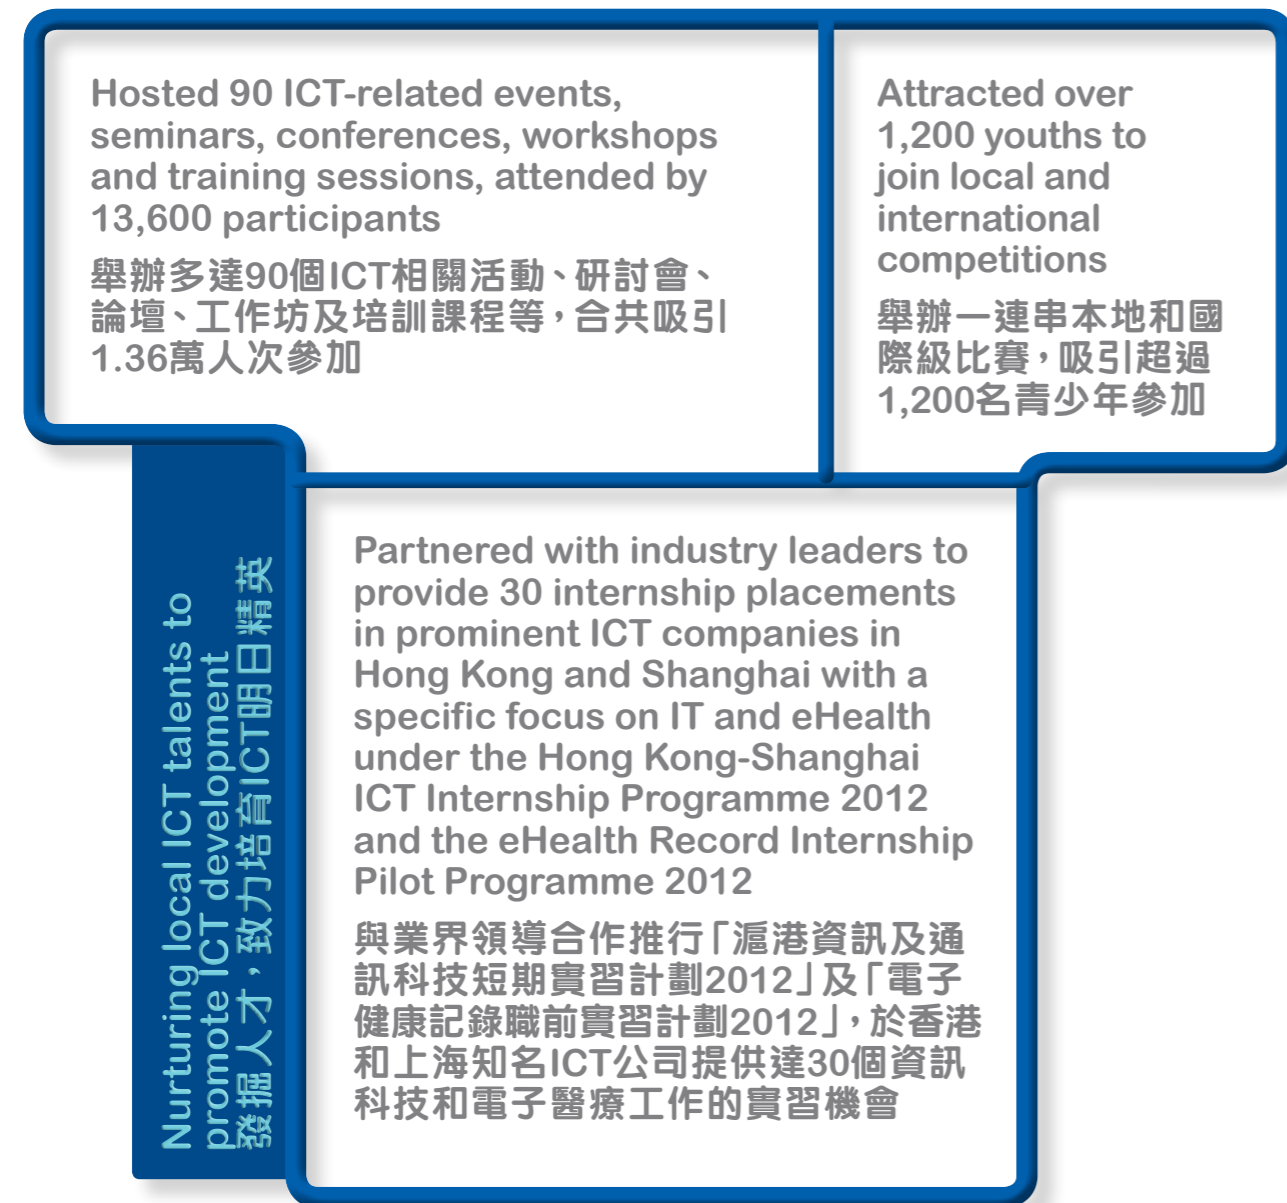 Hosted 90 ICT-related events,
seminars, conferences, workshops
and training sessions, attended by
13,600 participants
舉辦多達90個ICT相關活動、研討會、
論壇、工作坊及培訓課程等，合共吸引
1.36萬人次參加
Attracted over
1,200 youths to
join local and
international
competitions
舉辦一連串本地和國
際級比賽，吸引超過
1,200名青少年參加
Nurturing local ICT talents to
promote ICT development
發掘人才，致力培育ICT明日精英
Partnered with industry leaders to
provide 30 internship placements
in prominent ICT companies in
Hong Kong and Shanghai with a
specific focus on IT and eHealth
under the Hong Kong-Shanghai
ICT Internship Programme 2012
and the eHealth Record Internship
Pilot Programme 2012
與業界領導合作推行「滬港資訊及通
訊科技短期實習計劃2012」及「電子
健康記錄職前實習計劃2012」，於香港
和上海知名ICT公司提供達30個資訊
科技和電子醫療工作的實習機會